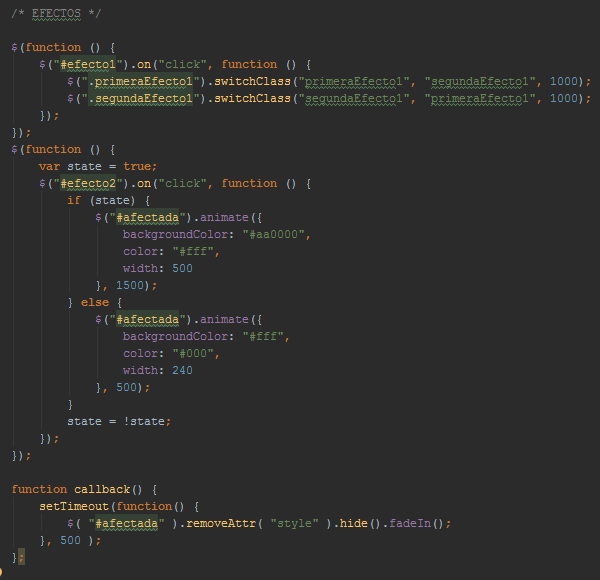 /* EFECTOS */
$(function () {
    $("#efecto1").on("click", function () {
        $(".primeraEfecto1").switchClass("primeraEfecto1", "segundaEfecto1", 1000);
        $(".segundaEfecto1").switchClass("segundaEfecto1", "primeraEfecto1", 1000);
    });
});
$(function () {
    var state = true;
    $("#efecto2").on("click", function () {
        if (state) {
            $("#afectada").animate({
                backgroundColor: "#aa0000",
                color: "#fff",
                width: 500
            }, 1500);
        } else {
            $("#afectada").animate({
                backgroundColor: "#fff",
                color: "#000",
                width: 240
            }, 500);
        }
        state = !state;
    });
});
function callback() {
    setTimeout(function() {
        $( "#afectada" ).removeAttr( "style" ).hide().fadeIn();
    }, 500 );
};